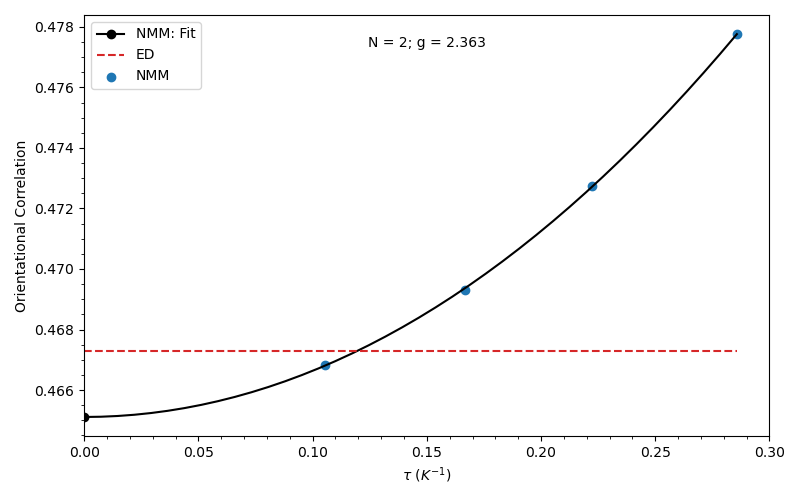 N = 2; g = 2.363
NMM: Fit
ED
NMM
Orientational Correlation
0.478
0.476
0.474
0.472
0.470
0.468
0.466
0.00
0.05
0.10
0.15
0.20
0.25
0.30
τ (K⁻¹)